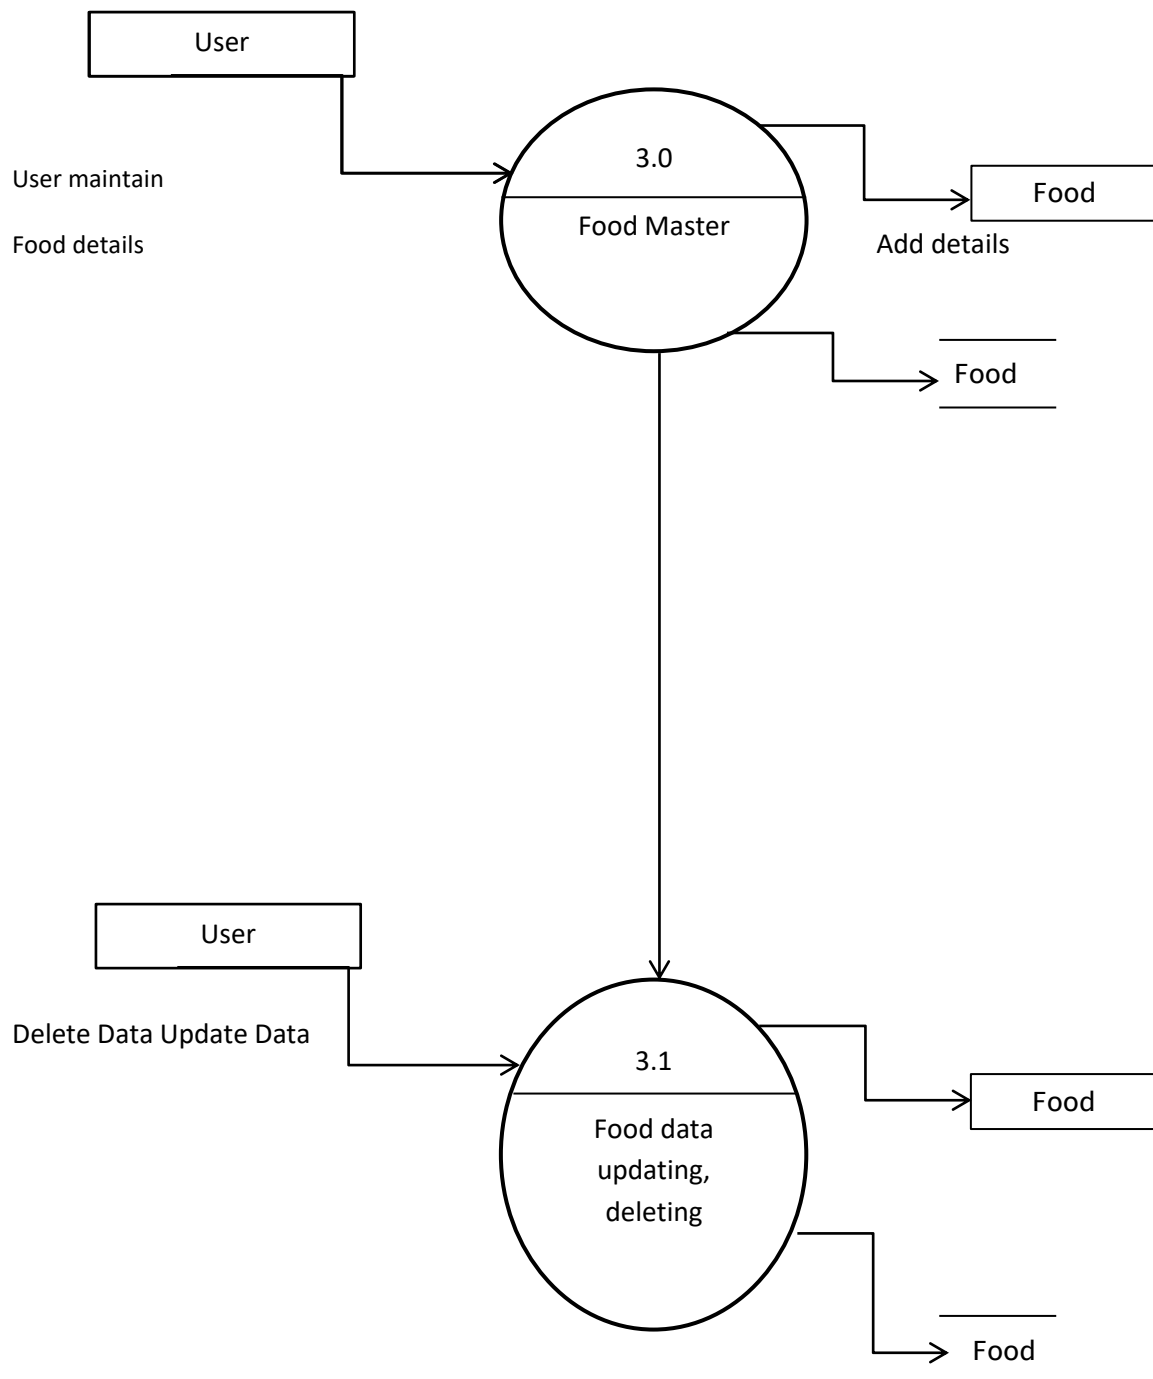 User
3.0
User maintain
Food
Food Master
Food details
Add details
Food
User
Delete Data Update Data
3.1
Food
Food data
updating,
deleting
Food